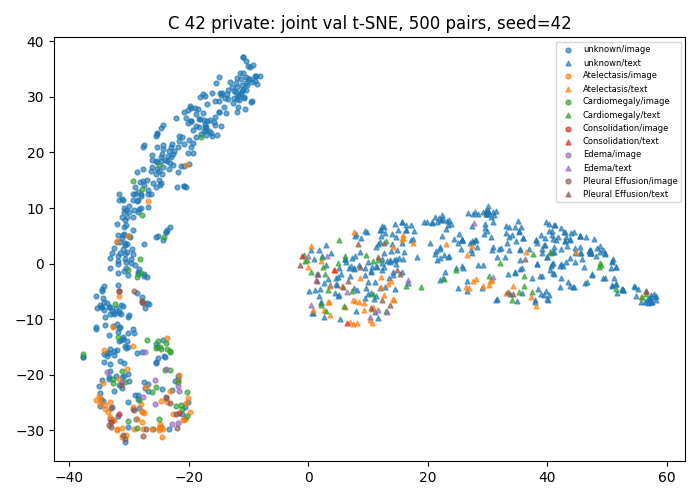 C 42 private: joint val t-SNE, 500 pairs, seed=42
40
30
20
10
0
−10
−20
−30
−40
−20
0
20
40
60
unknown/image
unknown/text
Atelectasis/image
Atelectasis/text
Cardiomegaly/image
Cardiomegaly/text
Consolidation/image
Consolidation/text
Edema/image
Edema/text
Pleural Effusion/image
Pleural Effusion/text